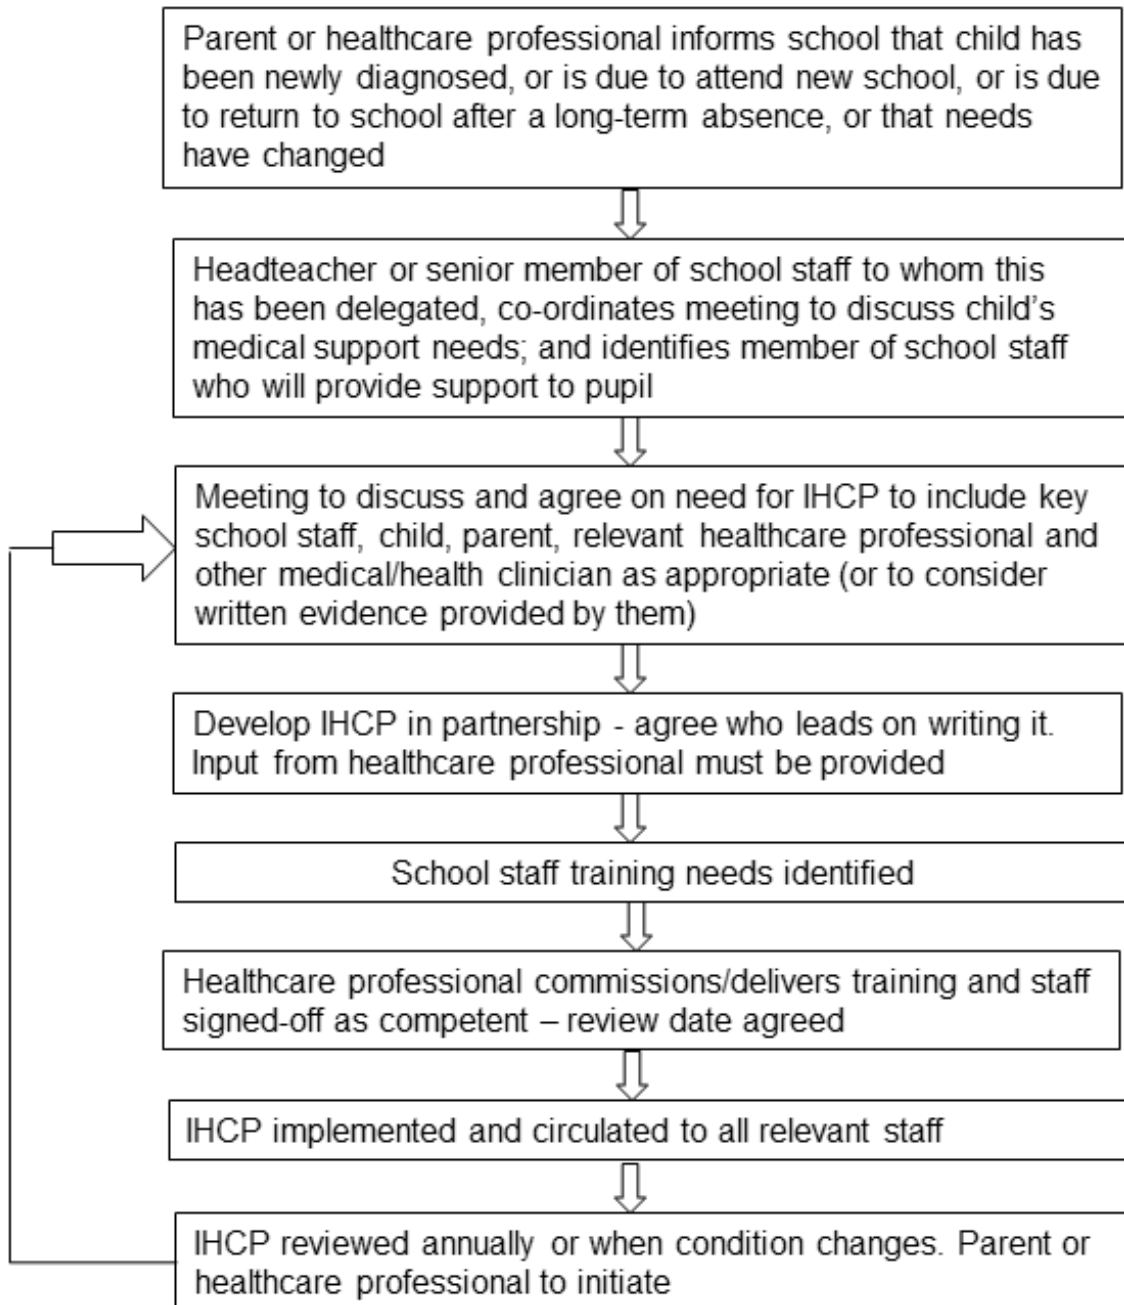 Parent or healthcare professional informs school that child has
been newly diagnosed, or is due to attend new school, or is due
to return to school after a long-term absence, or that needs
have changed
Headteacher or senior member of school staff to whom this
has been delegated, co-ordinates meeting to discuss child's
medical support needs; and identifies member of school staff
who will provide support to pupil
Meeting to discuss and agree on need for IHCP to include key
school staff, child, parent, relevant healthcare professional and
other medical/health clinician as appropriate (or to consider
written evidence provided by them)
Develop IHCP in partnership - agree who leads on writing it.
Input from healthcare professional must be provided
School staff training needs identified
Healthcare professional commissions/delivers training and staff
signed-off as competent – review date agreed
IHCP implemented and circulated to all relevant staff
IHCP reviewed annually or when condition changes. Parent or
healthcare professional to initiate